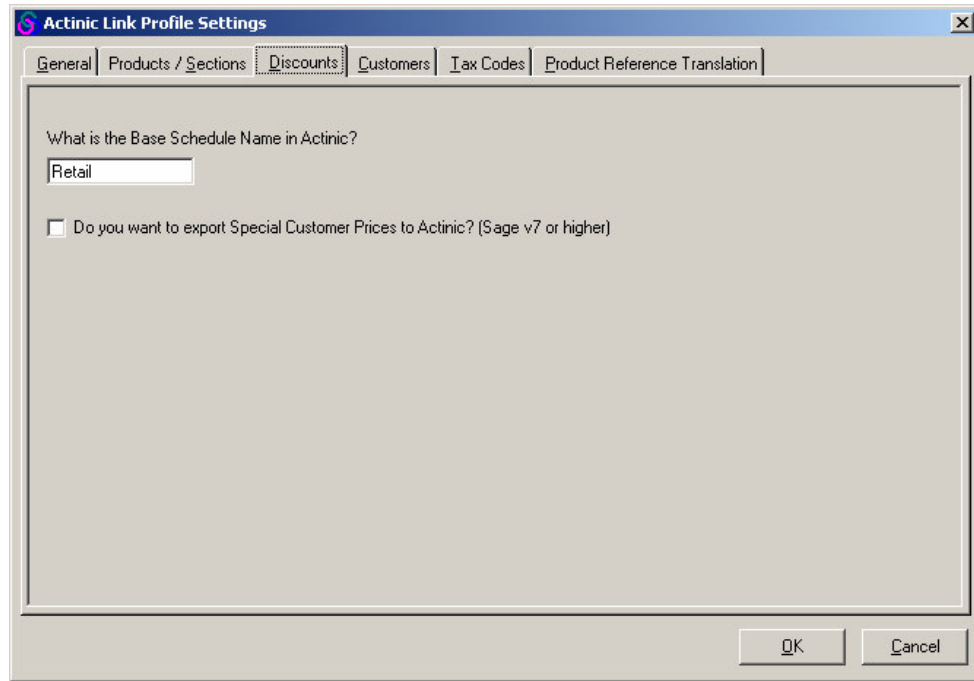 Actinic Link Profile Settings
General Products / Sections Discounts Customers Tax Codes Product Reference Translation
What is the Base Schedule Name in Actinic?
Retail
Do you want to export Special Customer Prices to Actinic? (Sage v7 or higher)
OK Cancel